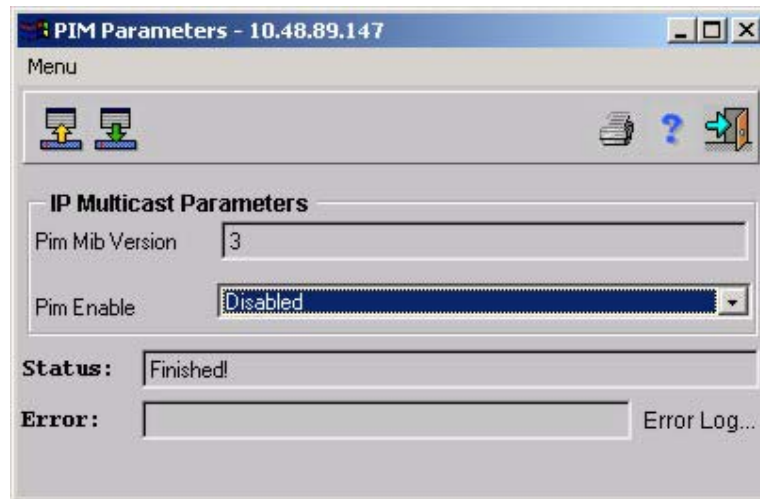 PIM Parameters - 10.48.89.147
Menu
IP Multicast Parameters
Pim Mib Version 3
Pim Enable Disabled
Status: Finished!
Error: Error Log...